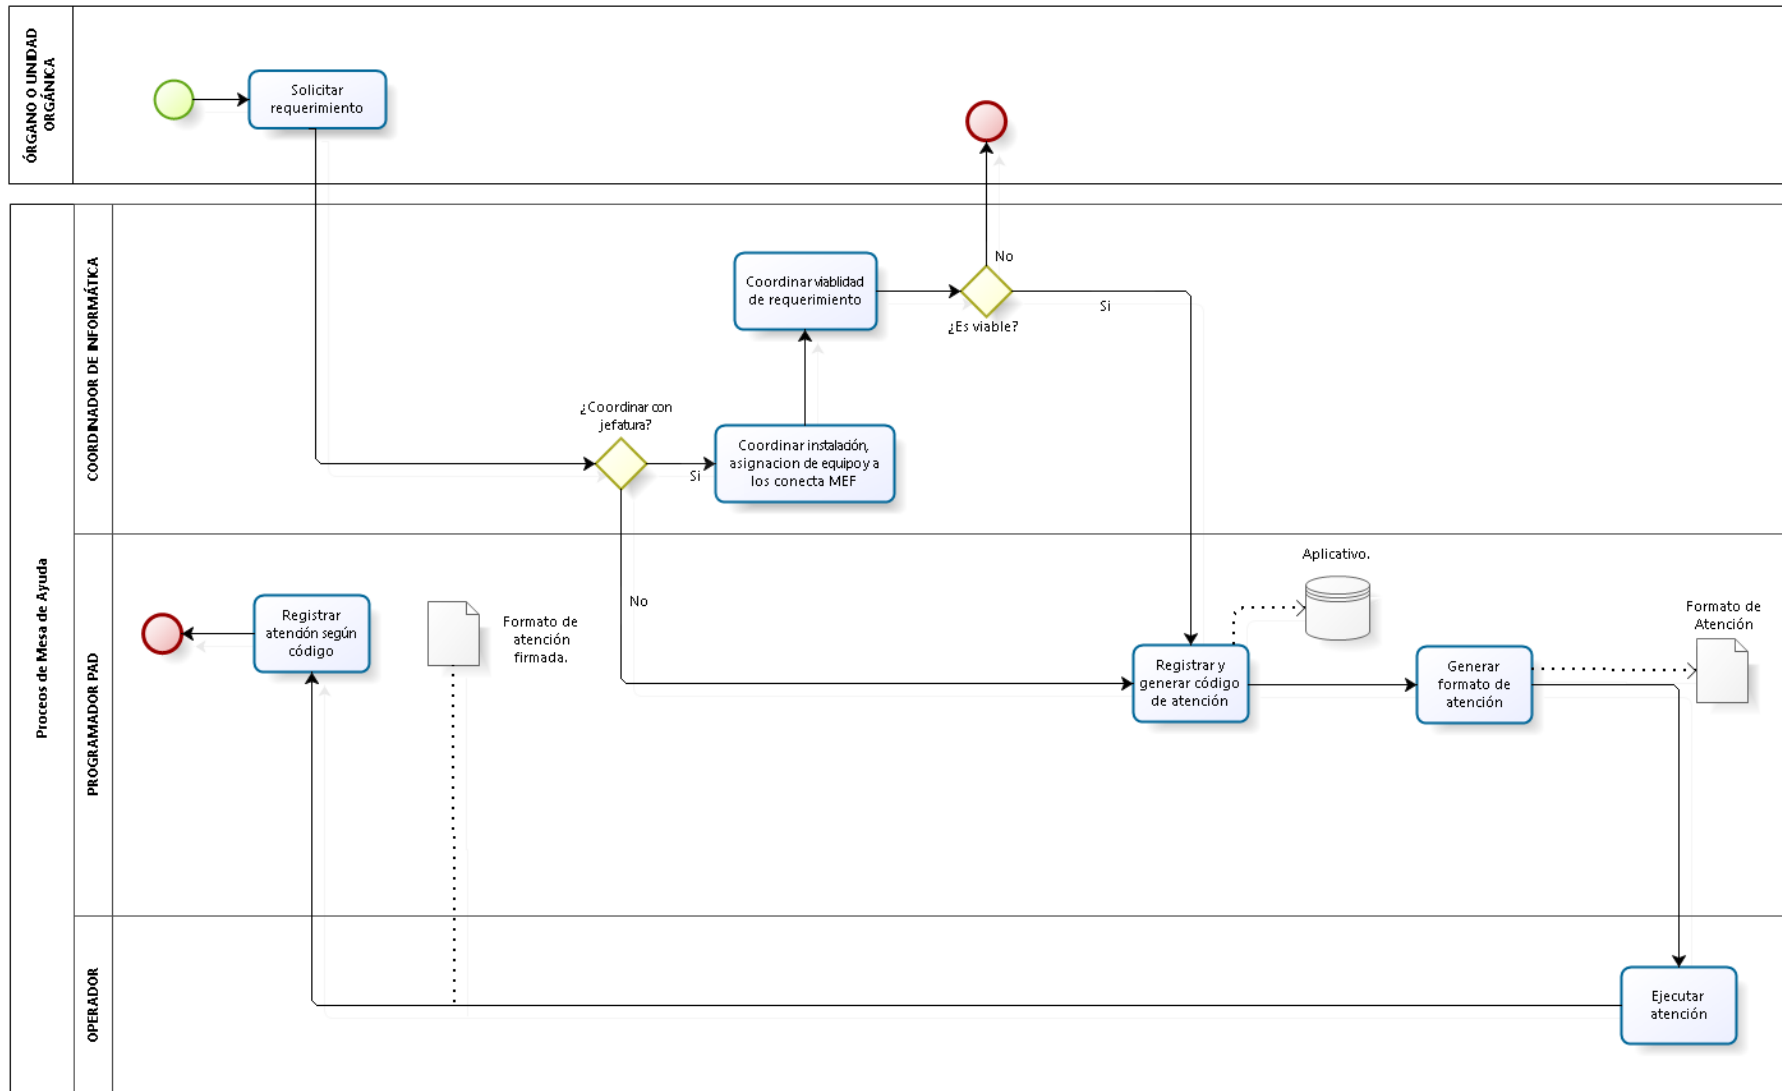 ÓRGANO O UNIDAD
ORGÁNICA
Solicitar
requerimiento
Procecos de Mesa de Ayuda
COORDINADOR DE INFORMÁTICA
Coordinar viablidad
de requerimiento
No
¿Es viable?
Si
¿Coordinar con
jefatura?
Si
Coordinar instalación,
asignacion de equipo y a
los conecta MEF
No
PROGRAMADOR PAD
Registrar
atención según
código
Formato de
atención
firmada.
Aplicativo.
Registrar y
generar código
de atención
Generar
formato de
atención
Formato de
Atención
OPERADOR
Ejecutar
atención